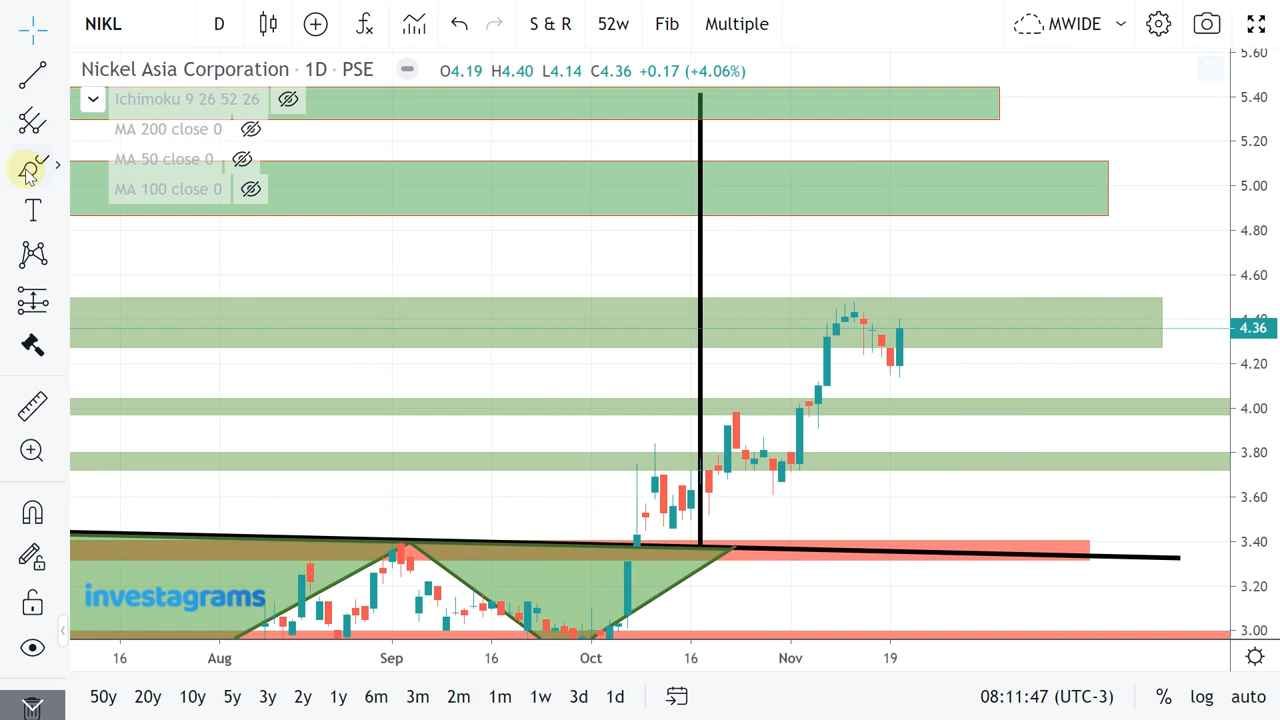 NIKL D S & R 52w Fib Multiple MWIDE
Nickel Asia Corporation · 1D · PSE O4.19 H4.40 L4.14 C4.36 +0.17 (+4.06%)
Ichimoku 9 26 52 26
MA 200 close 0
MA 50 close 0
MA 100 close 0
5.60
5.40
5.20
5.00
4.80
4.60
4.40
4.36
4.20
4.00
3.80
3.60
3.40
3.20
3.00
investagrams
16 Aug Sep 16 Oct 16 Nov 19
50y 20y 10y 5y 3y 2y 1y 6m 3m 2m 1m 1w 3d 1d 08:11:47 (UTC-3) % log auto